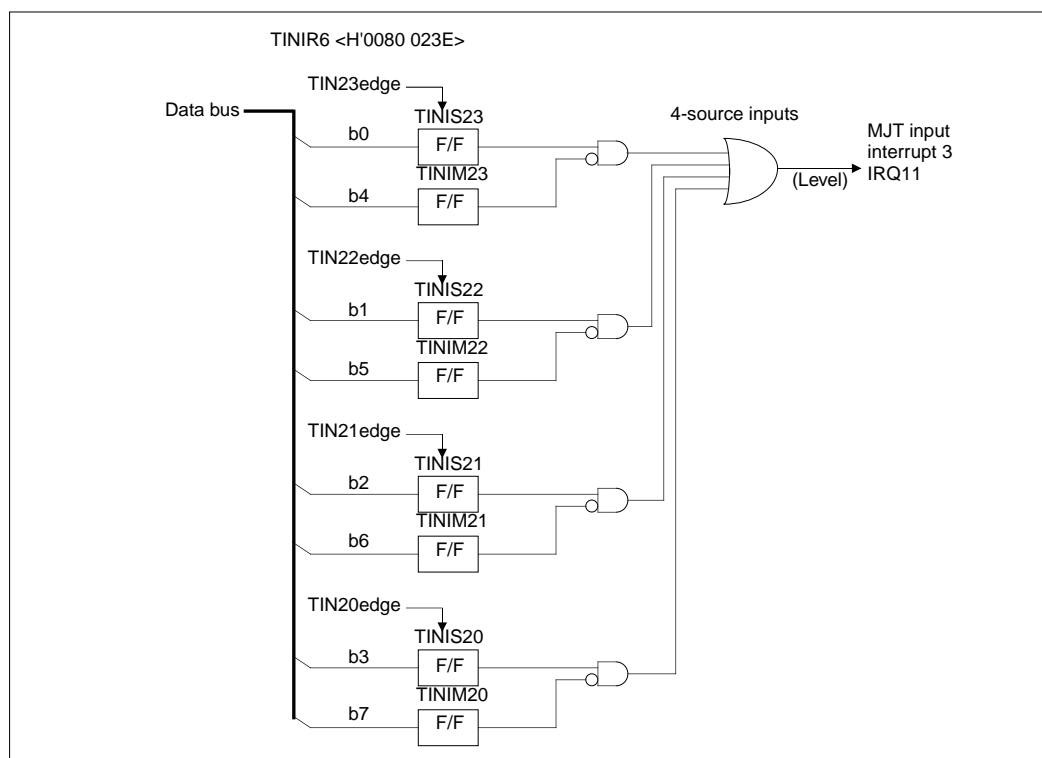 TINIR6 <H'0080 023E>
TIN23edge
Data bus
TINIS23
b0
F/F
TINIM23
b4
F/F
4-source inputs
MJT input
interrupt 3
IRQ11
(Level)
TIN22edge
TINIS22
b1
F/F
TINIM22
b5
F/F
TIN21edge
TINIS21
b2
F/F
TINIM21
b6
F/F
TIN20edge
TINIS20
b3
F/F
TINIM20
b7
F/F